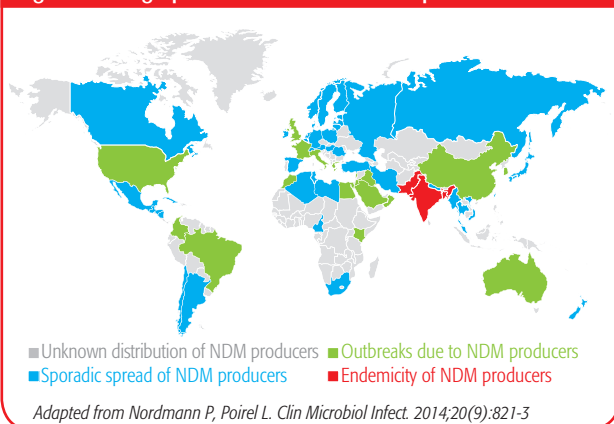 Unknown distribution of NDM producers
Outbreaks due to NDM producers
Sporadic spread of NDM producers
Endemicity of NDM producers
Adapted from Nordmann P, Poirel L. Clin Microbiol Infect. 2014;20(9):821-3